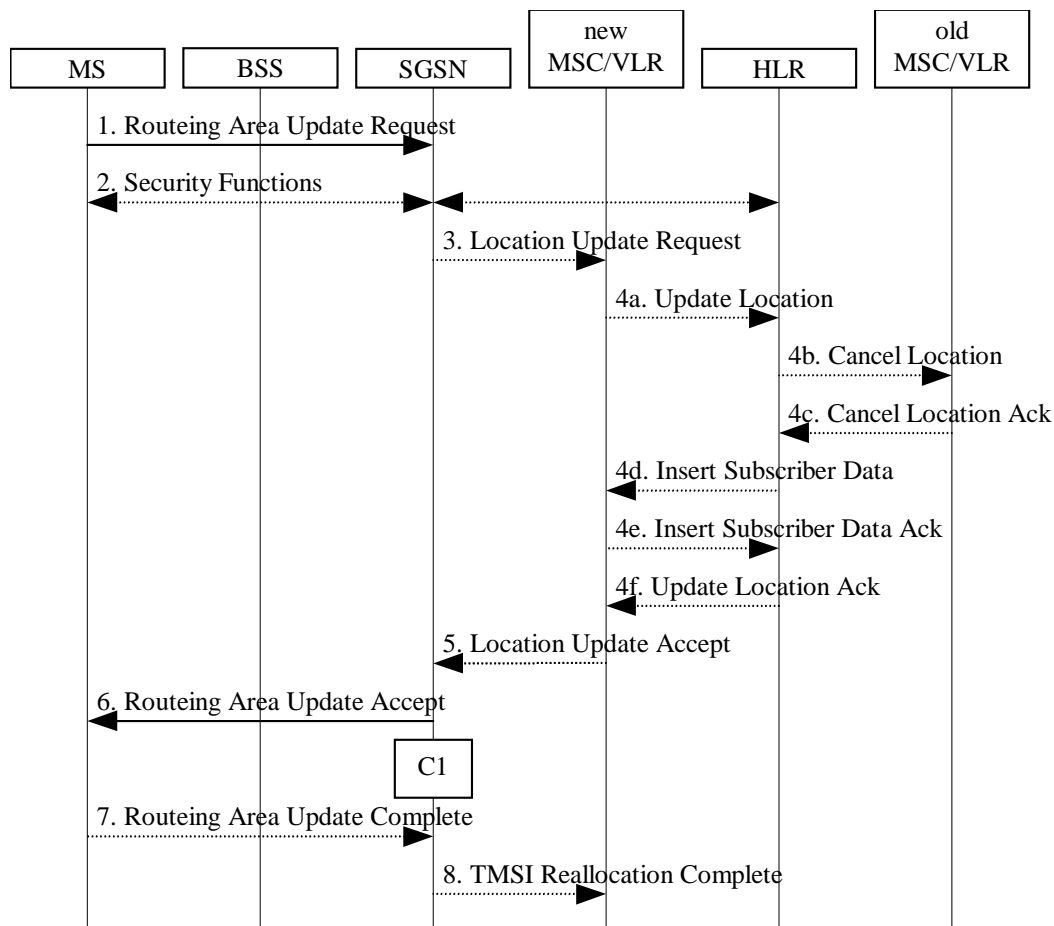 new
MSC/VLR
old
MSC/VLR
MS
BSS
SGSN
HLR
1. Routeing Area Update Request
2. Security Functions
3. Location Update Request
4a. Update Location
4b. Cancel Location
4c. Cancel Location Ack
4d. Insert Subscriber Data
4e. Insert Subscriber Data Ack
4f. Update Location Ack
5. Location Update Accept
6. Routeing Area Update Accept
C1
7. Routeing Area Update Complete
8. TMSI Reallocation Complete